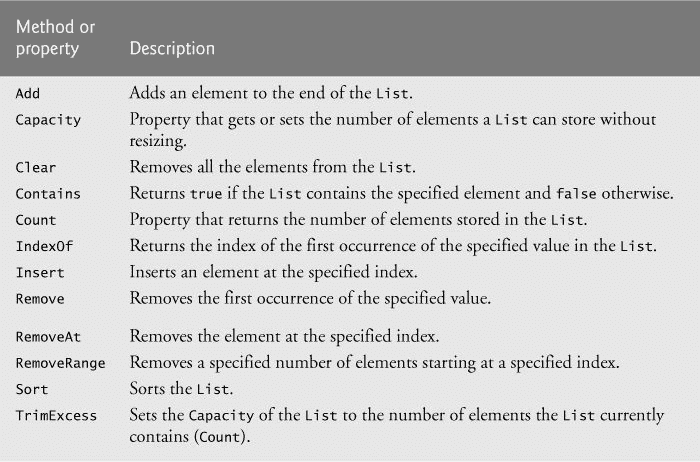 Method or
property Description
Add Adds an element to the end of the List.
Capacity Property that gets or sets the number of elements a List can store without
resizing.
Clear Removes all the elements from the List.
Contains Returns true if the List contains the specified element and false otherwise.
Count Property that returns the number of elements stored in the List.
IndexOf Returns the index of the first occurrence of the specified value in the List.
Insert Inserts an element at the specified index.
Remove Removes the first occurrence of the specified value.
RemoveAt Removes the element at the specified index.
RemoveRange Removes a specified number of elements starting at a specified index.
Sort Sorts the List.
TrimExcess Sets the Capacity of the List to the number of elements the List currently
contains (Count).